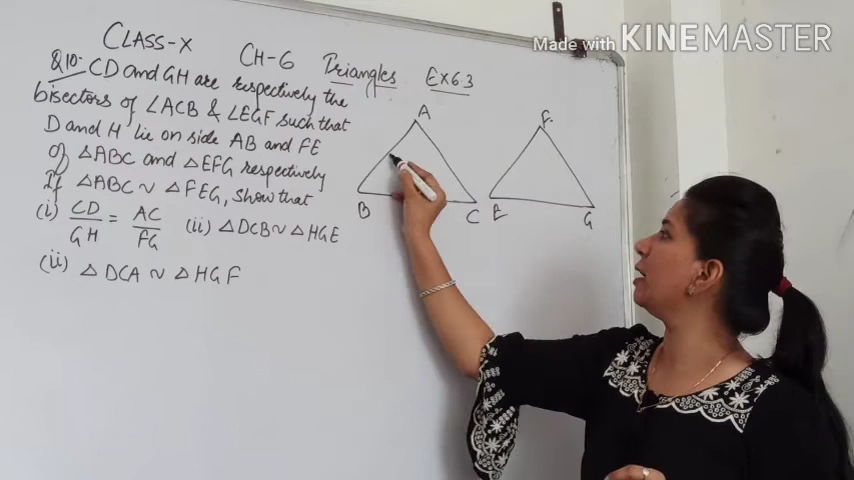 CLASS-X CH-6 Triangles EX 6.3
Q10. CD and GH are respectively the
bisectors of ∠ACB & ∠EGF such that
D and H lie on side AB and FE
of △ABC and △EFG respectively
If △ABC ~ △FEG, show that
(i) CD/GH = AC/FG (ii) △DCB ~ △HGE
(ii) △DCA ~ △HGF
A
B
C
F
E
G
Made with KINEMASTER